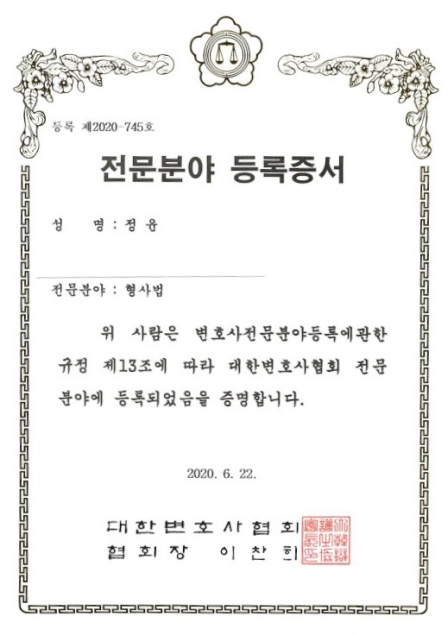 등록 제2020-745호
전문분야 등록증서
성 명 : 정 윤
전문분야 : 형사법
위 사람은 변호사전문분야등록에관한
규정 제13조에 따라 대한변호사협회 전문
분야에 등록되었음을 증명합니다.
2020. 6. 22.
대한변호사협회
협회장 이찬희